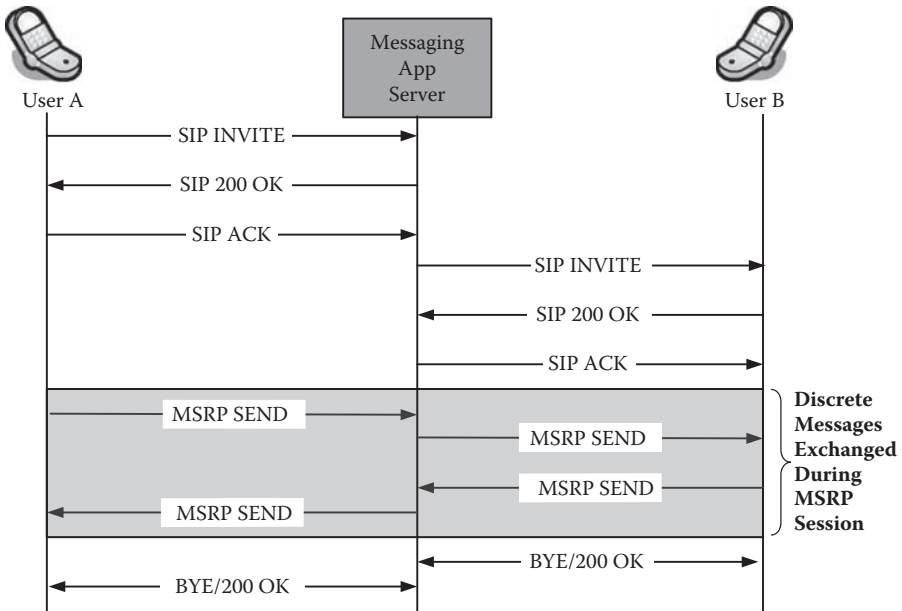 Messaging
App
Server
User A
User B
SIP INVITE
SIP 200 OK
SIP ACK
SIP INVITE
SIP 200 OK
SIP ACK
MSRP SEND
MSRP SEND
MSRP SEND
MSRP SEND
Discrete
Messages
Exchanged
During
MSRP
Session
BYE/200 OK
BYE/200 OK